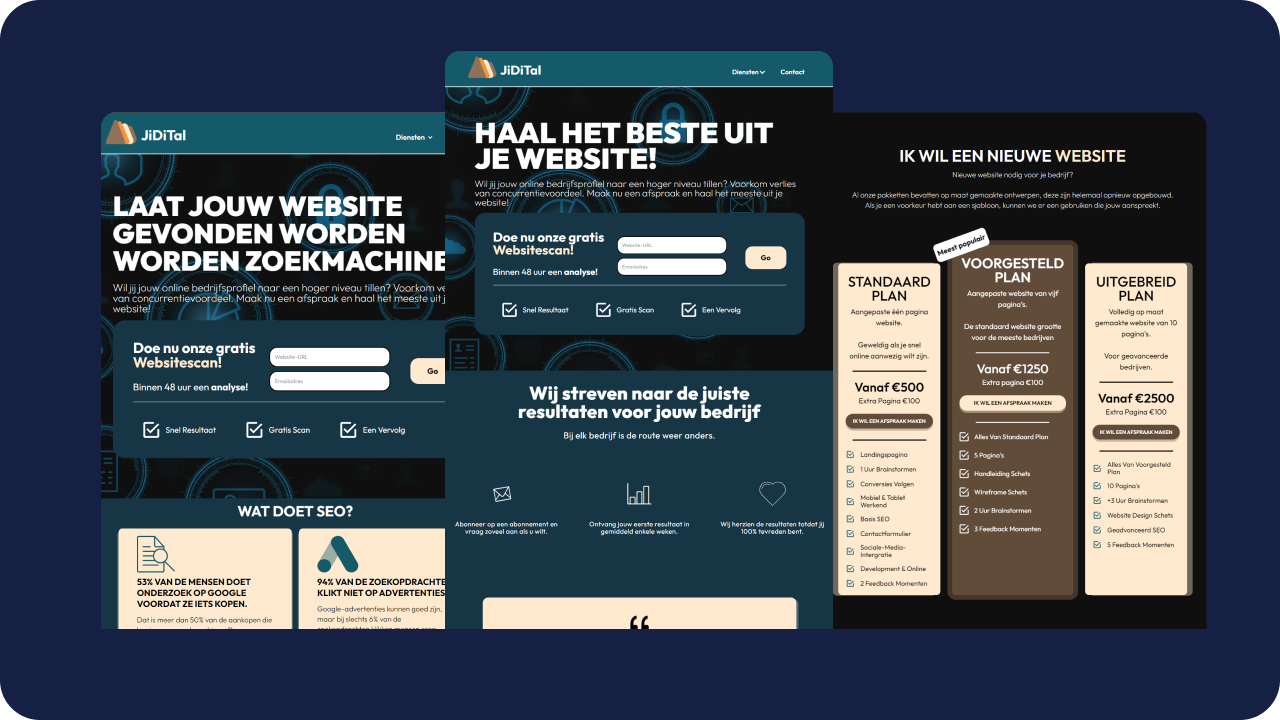 JiDiTal
Diensten
LAAT JOUW WEBSITE
GEVONDEN WORDEN
WORDEN ZOEKMACHINE
Wil jij jouw online bedrijfsprofiel naar een hoger niveau tillen? Voorkom ve
van concurrentievoordeel. Maak nu een afspraak en haal het meeste uit j
website!
Doe nu onze gratis
Websitescan!
Binnen 48 uur een analyse!
Website-URL
Emailadres
Go
Snel Resultaat
Gratis Scan
Een Vervolg
WAT DOET SEO?
53% VAN DE MENSEN DOET
ONDERZOEK OP GOOGLE
VOORDAT ZE IETS KOPEN.
Dat is meer dan 50% van de aankopen die
94% VAN DE ZOEKOPDRACHTE
KLIKT NIET OP ADVERTENTIES
Google-advertenties kunnen goed zijn,
maar bij slechts 6% van de
JiDiTal
Diensten
Contact
HAAL HET BESTE UIT
JE WEBSITE!
Wil jij jouw online bedrijfsprofiel naar een hoger niveau tillen? Voorkom verlies
van concurrentievoordeel. Maak nu een afspraak en haal het meeste uit je
website!
Doe nu onze gratis
Websitescan!
Binnen 48 uur een analyse!
Website-URL
Emailadres
Go
Snel Resultaat
Gratis Scan
Een Vervolg
Wij streven naar de juiste
resultaten voor jouw bedrijf
Bij elk bedrijf is de route weer anders.
Abonneer op een abonnement en
vraag zoveel aan als u wilt.
Ontvang jouw eerste resultaat in
gemiddeld enkele weken.
Wij herzien de resultaten totdat jij
100% tevreden bent.
“
IK WIL EEN NIEUWE WEBSITE
Nieuwe website nodig voor je bedrijf?
Al onze pakketten bevatten op maat gemaakte ontwerpen, deze zijn helemaal opnieuw opgebouwd.
Als je een voorkeur hebt aan een sjabloon, kunnen we er een gebruiken die jouw aanspreekt.
STANDAARD
PLAN
Aangepaste één pagina
website.
Geweldig als je snel
online aanwezig wilt zijn.
Vanaf €500
Extra Pagina €100
IK WIL EEN AFSPRAAK MAKEN
Landingspagina
1 Uur Brainstormen
Conversies Volgen
Mobiel & Tablet
Werkend
Basis SEO
Contactformulier
Sociale-Media-
Intergratie
Development & Online
2 Feedback Momenten
Meest populair
VOORGESTELD
PLAN
Aangepaste website van vijf
pagina's.
De standaard website grootte
voor de meeste bedrijven
Vanaf €1250
Extra pagina €100
IK WIL EEN AFSPRAAK MAKEN
Alles Van Standaard Plan
5 Pagina's
Handleiding Schets
Wireframe Schets
2 Uur Brainstormen
3 Feedback Momenten
UITGEBREID
PLAN
Volledig op maat
gemaakte website van 10
pagina's.
Voor geavanceerde
bedrijven.
Vanaf €2500
Extra Pagina €100
IK WIL EEN AFSPRAAK MAKEN
Alles Van Voorgesteld
Plan
10 Pagina's
+3 Uur Brainstormen
Website Design Schets
Geadvanceerd SEO
5 Feedback Momenten